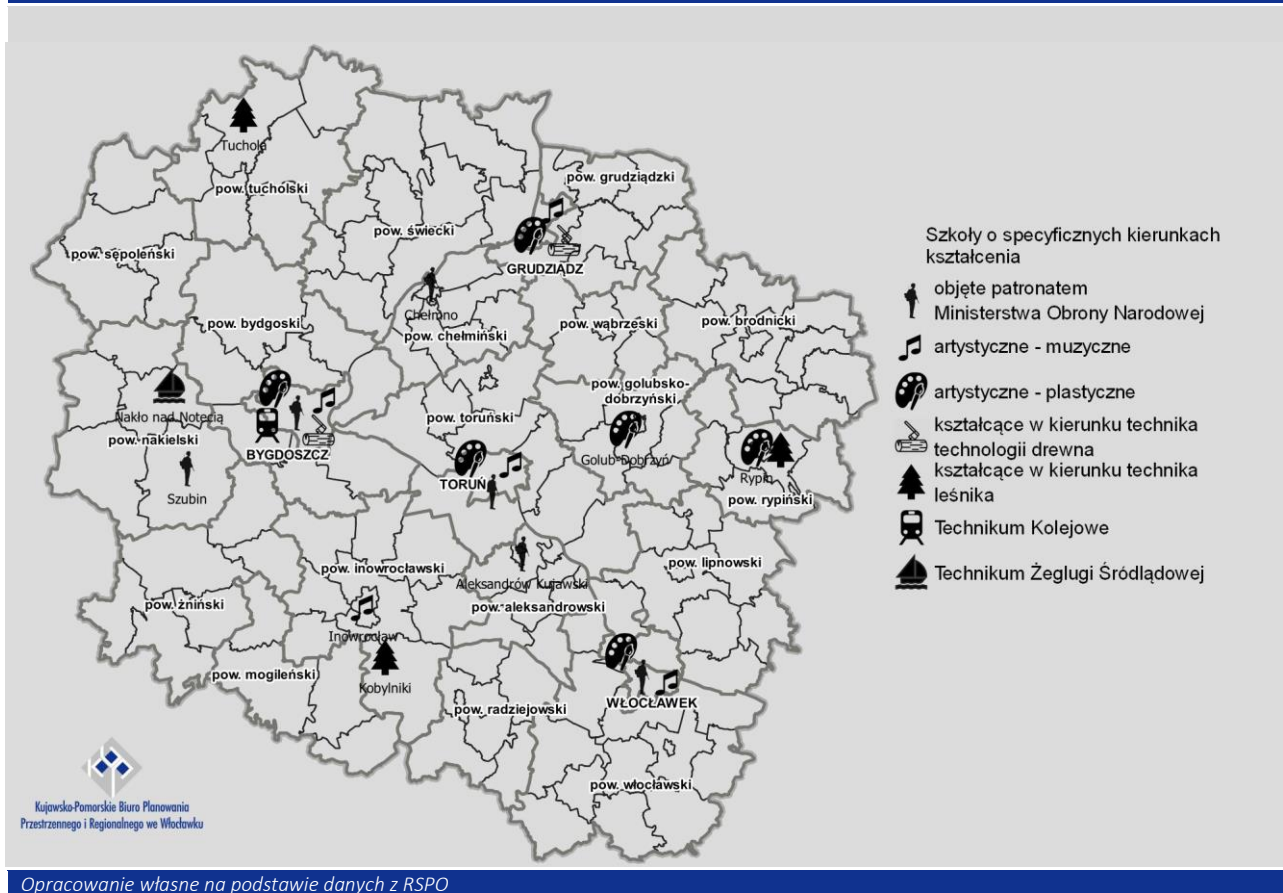 Tuchola
pow. tucholski
pow. grudziądzki
pow. świecki
pow. sępoleński
GRUDZIĄDZ
Chełmno
pow. bydgoski
pow. chełmiński
pow. wąbrzeski
pow. brodnicki
pow. golubsko-
dobrzyński
Nakło nad Notecią
pow. nakielski
BYDGOSZCZ
pow. toruński
Golub-Dobrzyń
Rypin
pow. rypiński
TORUŃ
Szubin
pow. inowrocławski
Aleksandrów Kujawski
pow. lipnowski
pow. żniński
pow. aleksandrowski
Inowrocław
pow. mogileński
Kobylniki
pow. radziejowski
WŁOCŁAWEK
pow. włocławski
Szkoły o specyficznych kierunkach
kształcenia
objęte patronatem
Ministerstwa Obrony Narodowej
artystyczne - muzyczne
artystyczne - plastyczne
kształcące w kierunku technika
technologii drewna
kształcące w kierunku technika
leśnika
Technikum Kolejowe
Technikum Żeglugi Śródlądowej
Kujawsko-Pomorskie Biuro Planowania
Przestrzennego i Regionalnego we Włocławku
Opracowanie własne na podstawie danych z RSPO